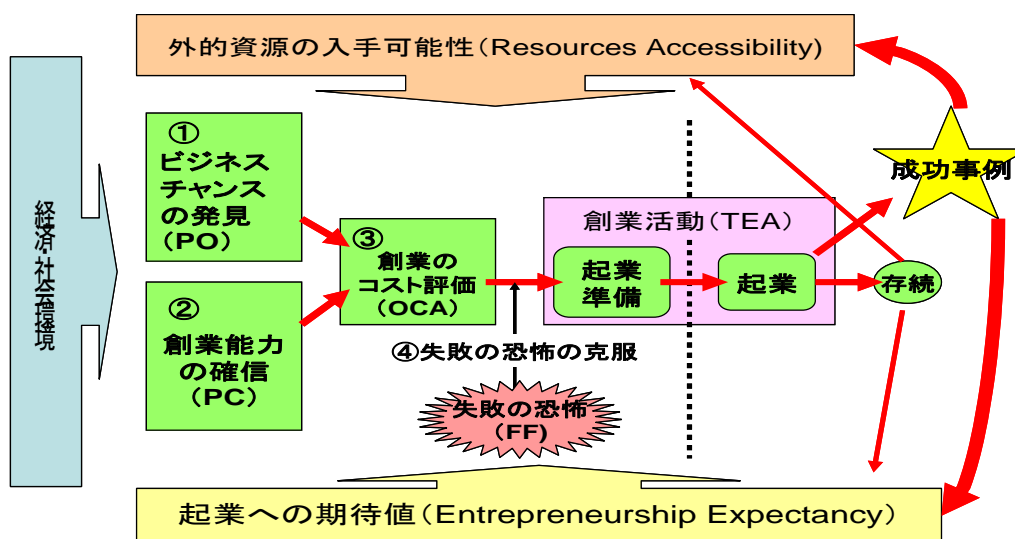 外的資源の入手可能性(Resources Accessibility)
経済・社会環境
①
ビジネス
チャンス
の発見
(PO)
②
創業能力
の確信
(PC)
③
創業の
コスト評価
(OCA)
④失敗の恐怖の克服
失敗の恐怖
(FF)
創業活動(TEA)
起業
準備
起業
存続
成功事例
起業への期待値(Entrepreneurship Expectancy)